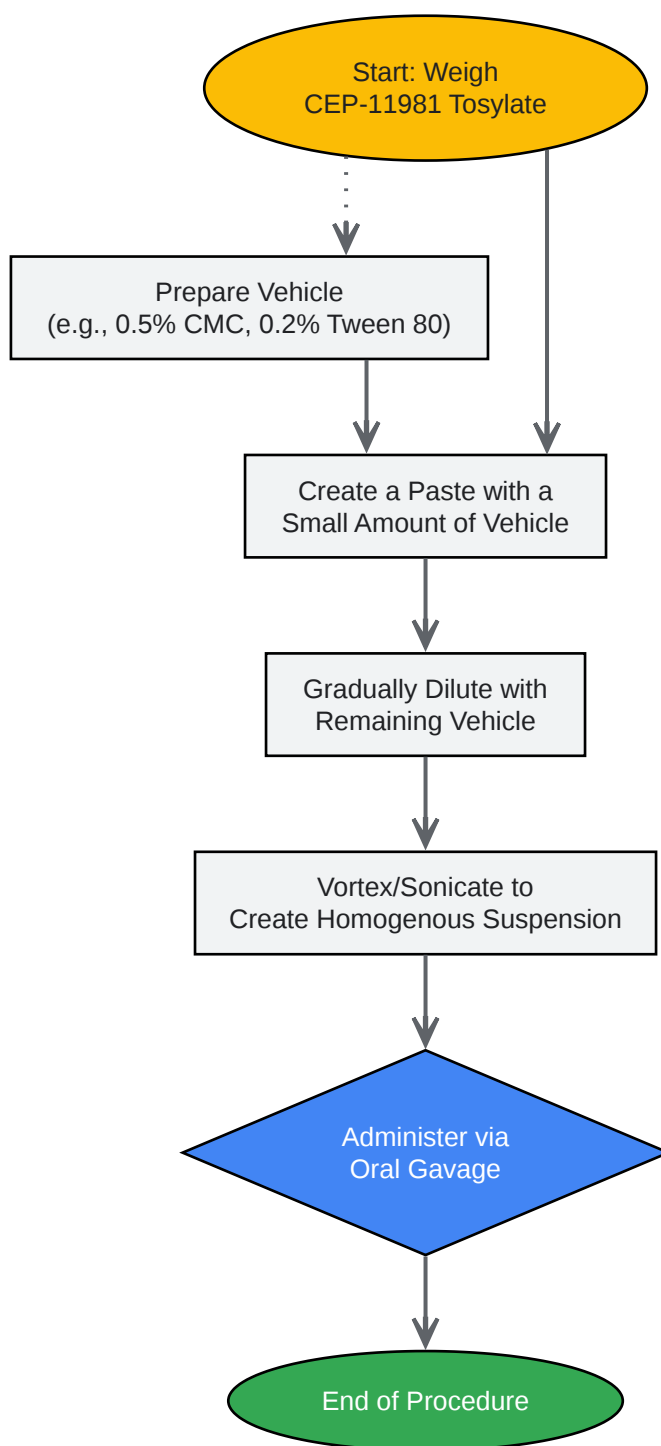 Start: Weigh
CEP-11981 Tosylate
Prepare Vehicle
(e.g., 0.5% CMC, 0.2% Tween 80)
Create a Paste with a
Small Amount of Vehicle
Gradually Dilute with
Remaining Vehicle
Vortex/Sonicate to
Create Homogenous Suspension
Administer via
Oral Gavage
End of Procedure